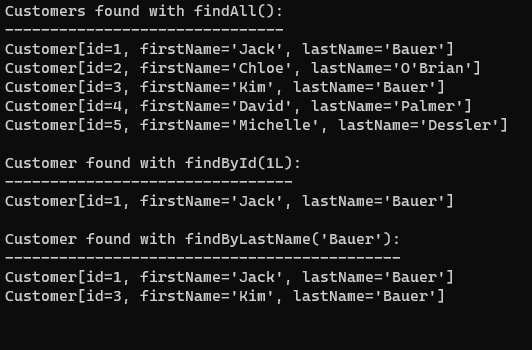 Customers found with findAll():
-------------------------------
Customer[id=1, firstName='Jack', lastName='Bauer']
Customer[id=2, firstName='Chloe', lastName='O'Brian']
Customer[id=3, firstName='Kim', lastName='Bauer']
Customer[id=4, firstName='David', lastName='Palmer']
Customer[id=5, firstName='Michelle', lastName='Dessler']
Customer found with findById(1L):
--------------------------------
Customer[id=1, firstName='Jack', lastName='Bauer']
Customer found with findByLastName('Bauer'):
--------------------------------------------
Customer[id=1, firstName='Jack', lastName='Bauer']
Customer[id=3, firstName='Kim', lastName='Bauer']